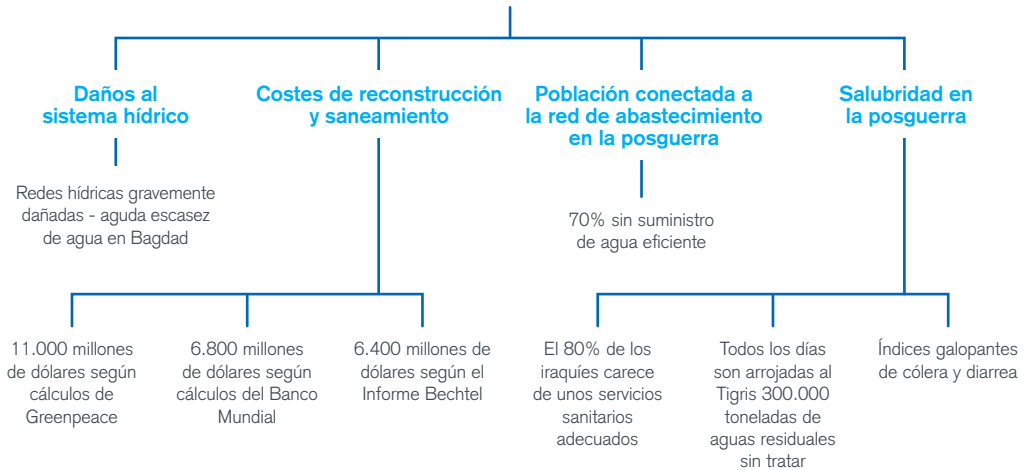 Daños al
sistema hídrico
Redes hídricas gravemente
dañadas - aguda escasez
de agua en Bagdad
Costes de reconstrucción
y saneamiento
11.000 millones
de dólares según
cálculos de
Greenpeace
6.800 millones
de dólares según
cálculos del Banco
Mundial
6.400 millones de
dólares según el
Informe Bechtel
Población conectada a
la red de abastecimiento
en la posguerra
70% sin suministro
de agua eficiente
Salubridad en
la posguerra
El 80% de los
iraquíes carece
de unos servicios
sanitarios
adecuados
Todos los días
son arrojadas al
Tigris 300.000
toneladas de
aguas residuales
sin tratar
Índices galopantes
de cólera y diarrea